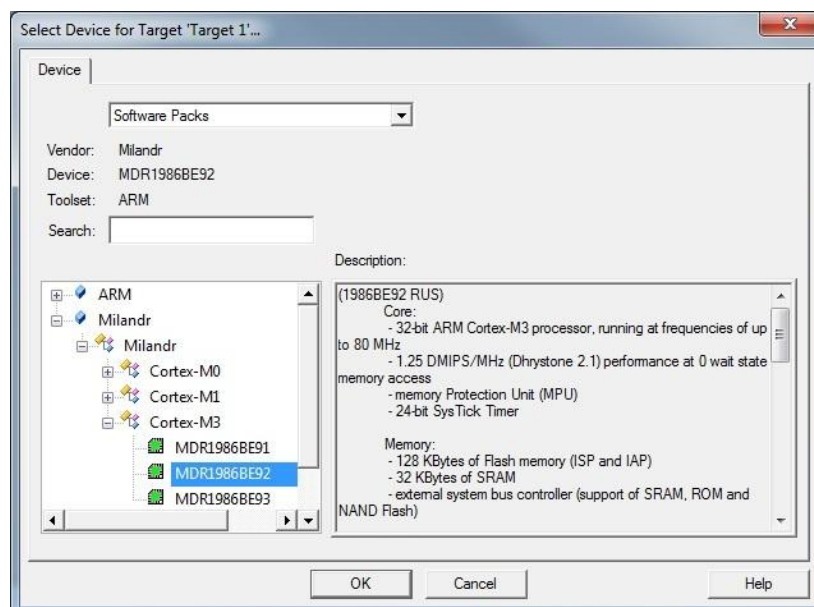 Select Device for Target 'Target 1'...
Device
Software Packs
Vendor: Milandr
Device: MDR1986BE92
Toolset: ARM
Search:
Description:
ARM
Milandr
Milandr
Cortex-M0
Cortex-M1
Cortex-M3
MDR1986BE91
MDR1986BE92
MDR1986BE93
(1986BE92 RUS)
Core:
- 32-bit ARM Cortex-M3 processor, running at frequencies of up
to 80 MHz
- 1.25 DMIPS/MHz (Dhrystone 2.1) performance at 0 wait state
memory access
- memory Protection Unit (MPU)
- 24-bit SysTick Timer
Memory:
- 128 KBytes of Flash memory (ISP and IAP)
- 32 KBytes of SRAM
- external system bus controller (support of SRAM, ROM and
NAND Flash)
OK
Cancel
Help